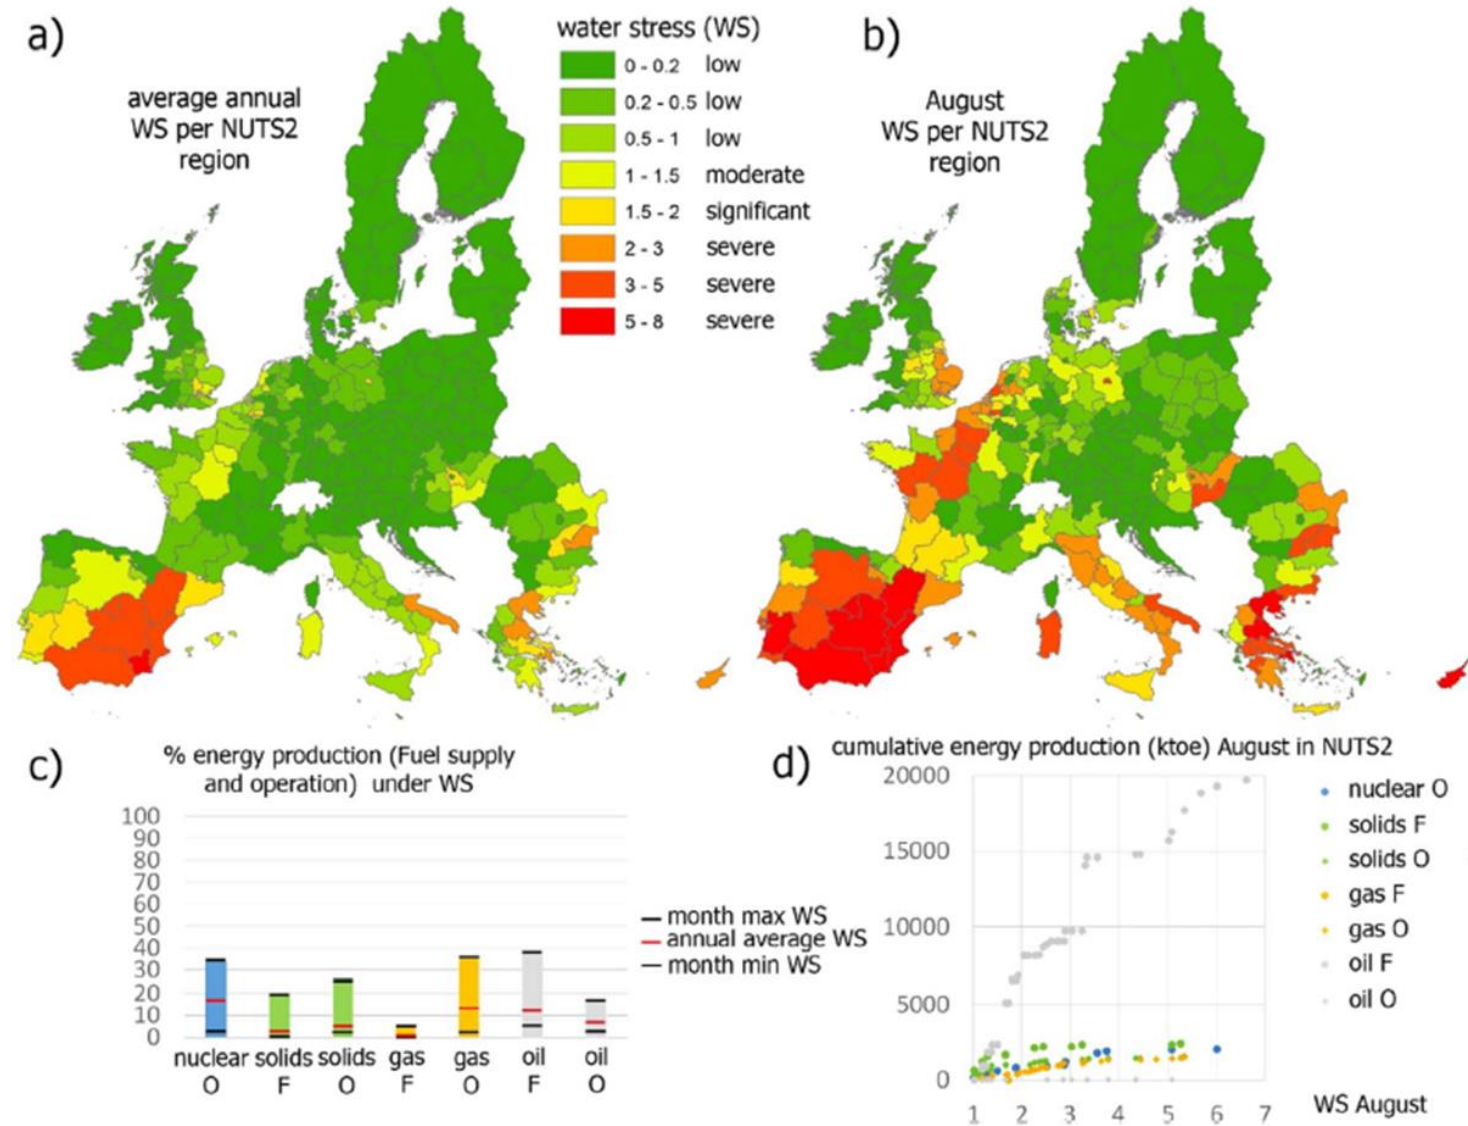 a)
average annual
WS per NUTS2
region
water stress (WS)
0 - 0.2 low
0.2 - 0.5 low
0.5 - 1 low
1 - 1.5 moderate
1.5 - 2 significant
2 - 3 severe
3 - 5 severe
5 - 8 severe
b)
August
WS per NUTS2
region
c)
% energy production (Fuel supply
and operation) under WS
100
90
80
70
60
50
40
30
20
10
0
nuclear solids solids gas gas oil oil
O F O F O F O
month max WS
annual average WS
month min WS
d)
cumulative energy production (ktoe) August in NUTS2
20000
15000
10000
5000
0
1 2 3 4 5 6 7
WS August
nuclear O
solids F
solids O
gas F
gas O
oil F
oil O